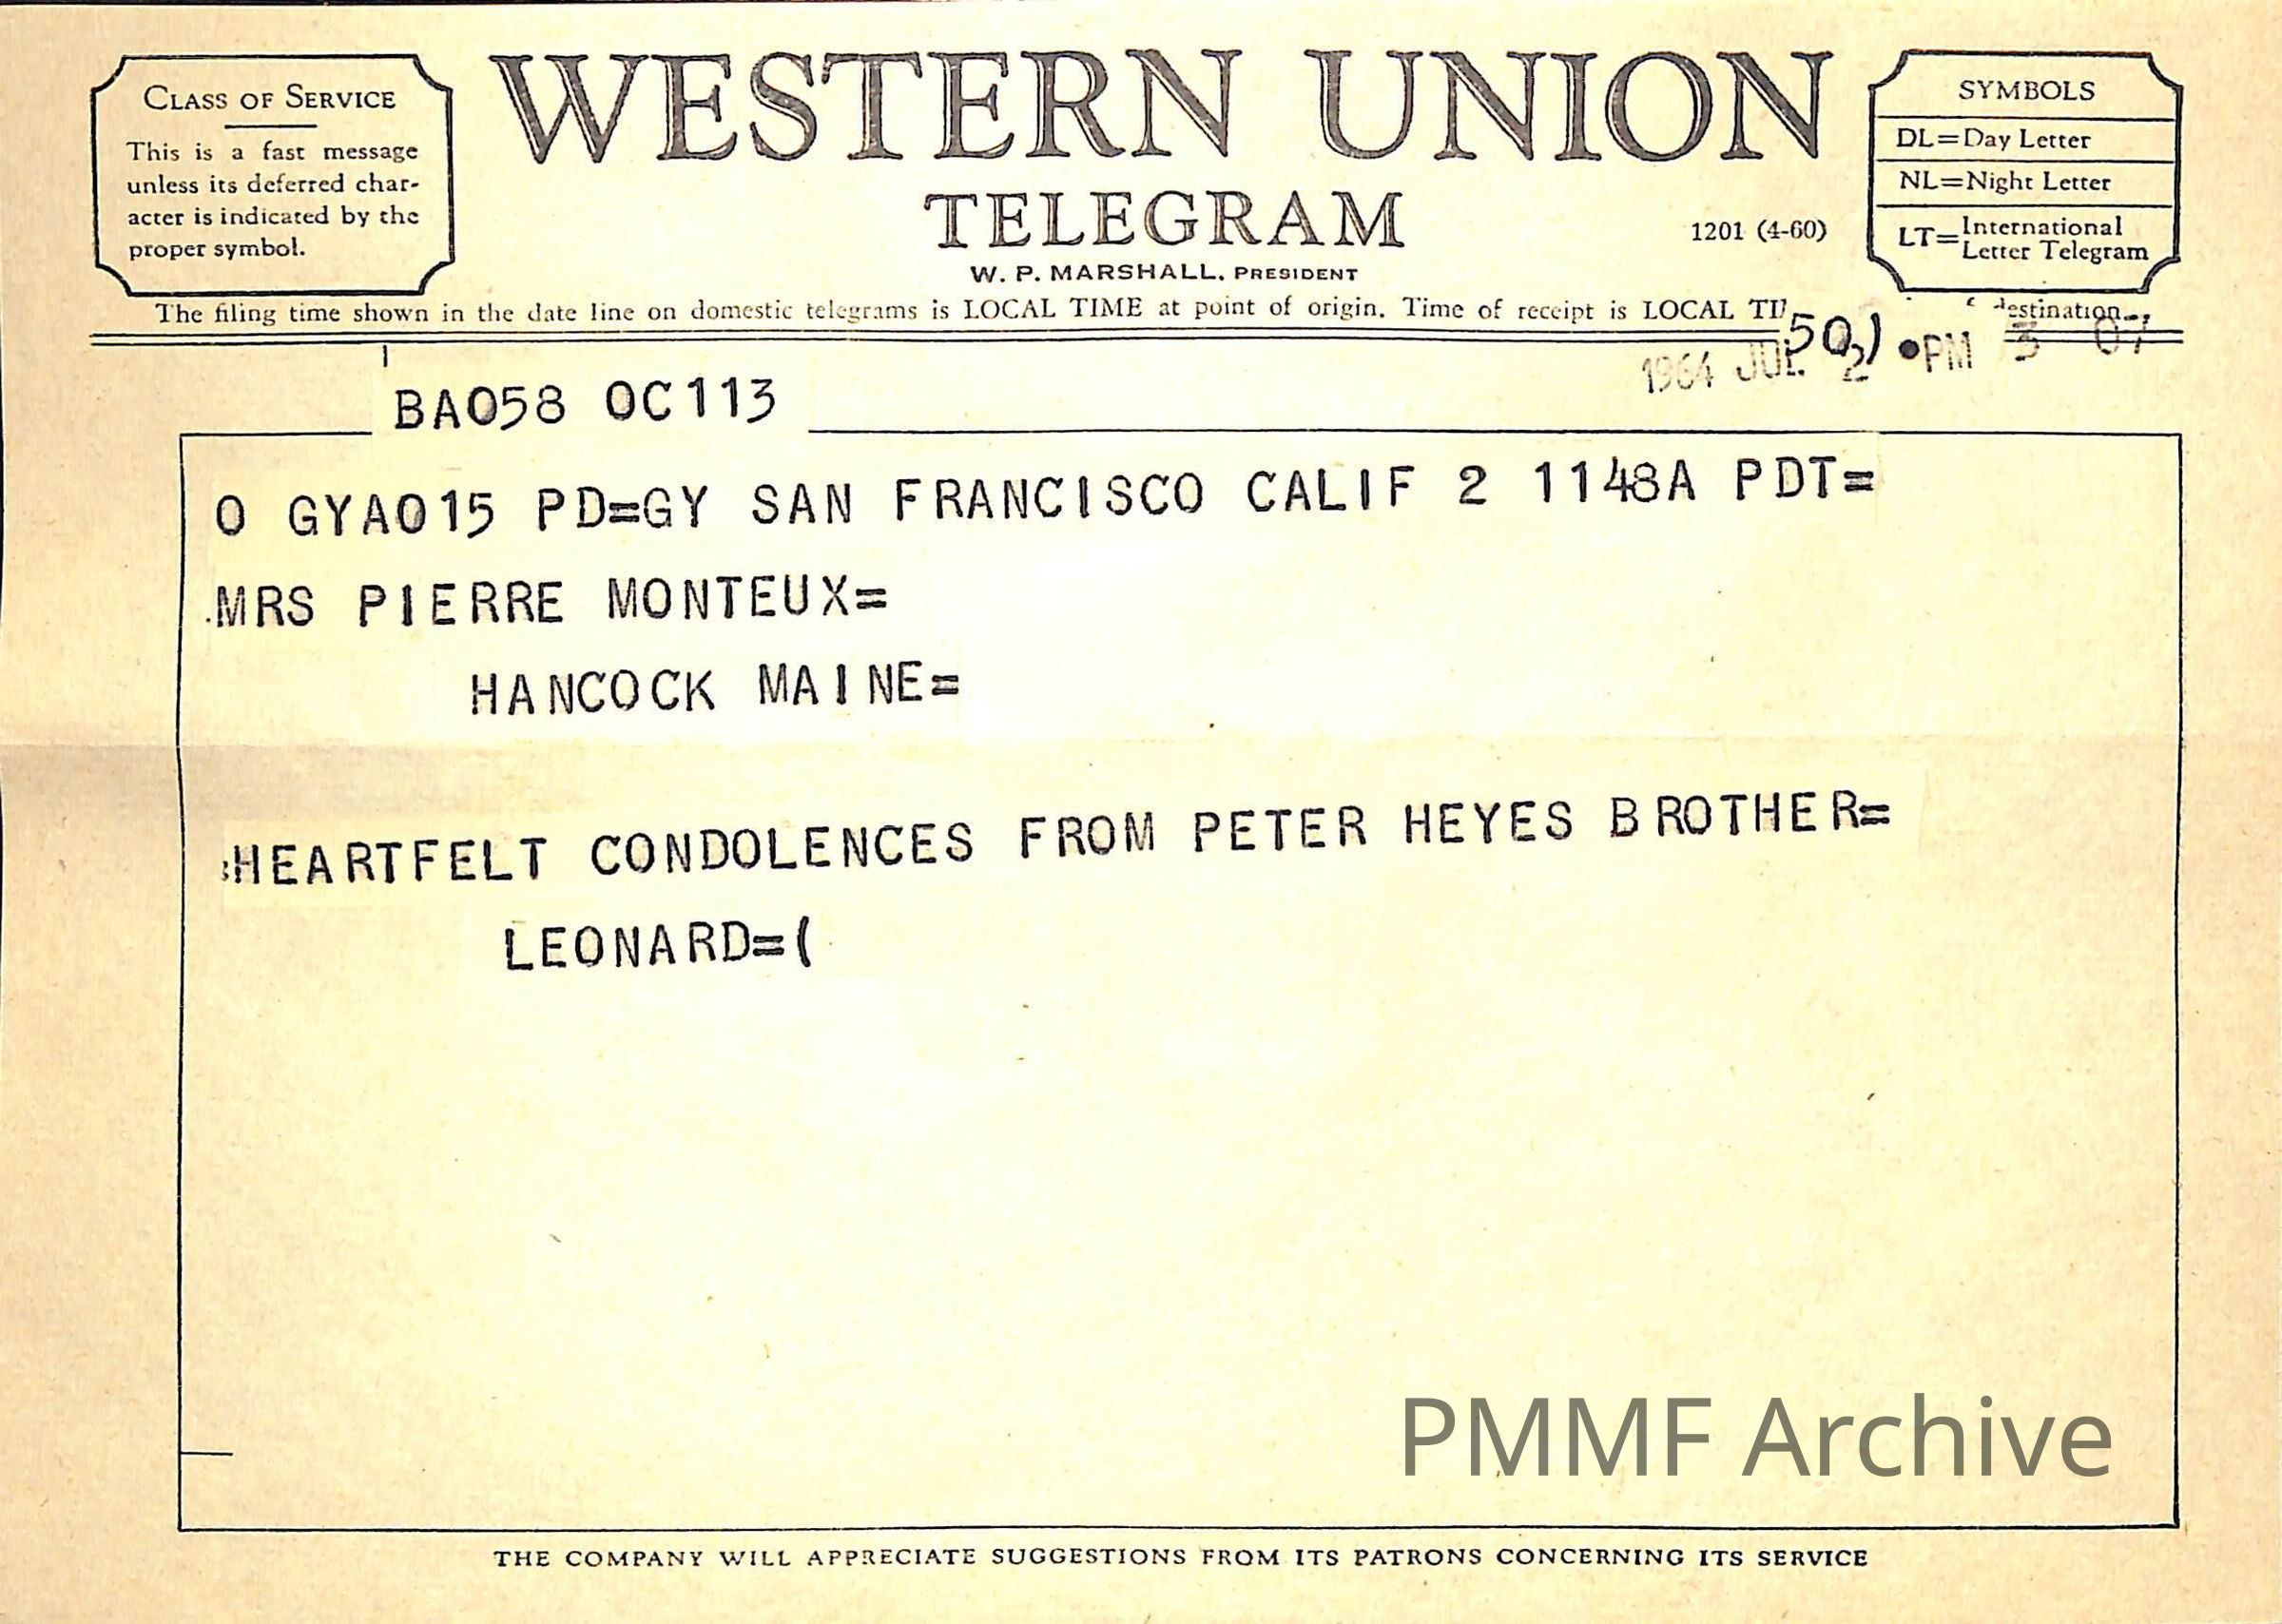 CLASS OF SERVICE
This is a fast message
unless its deferred char-
acter is indicated by the
proper symbol.
WESTERN UNION
TELEGRAM
W. P. MARSHALL, PRESIDENT
1201 (4-60)
SYMBOLS
DL=Day Letter
NL=Night Letter
LT=International Letter Telegram
The filing time shown in the date line on domestic telegrams is LOCAL TIME at point of origin. Time of receipt is LOCAL destination
1964 JUL 2 PM 3 07
BA058 OC113
O GYA015 PD=GY SAN FRANCISCO CALIF 2 1148A PDT=
MRS PIERRE MONTEUX=
HANCOCK MAINE=
HEARTFELT CONDOLENCES FROM PETER HEYES BROTHER=
LEONARD=(
PMMF Archive
THE COMPANY WILL APPRECIATE SUGGESTIONS FROM ITS PATRONS CONCERNING ITS SERVICE